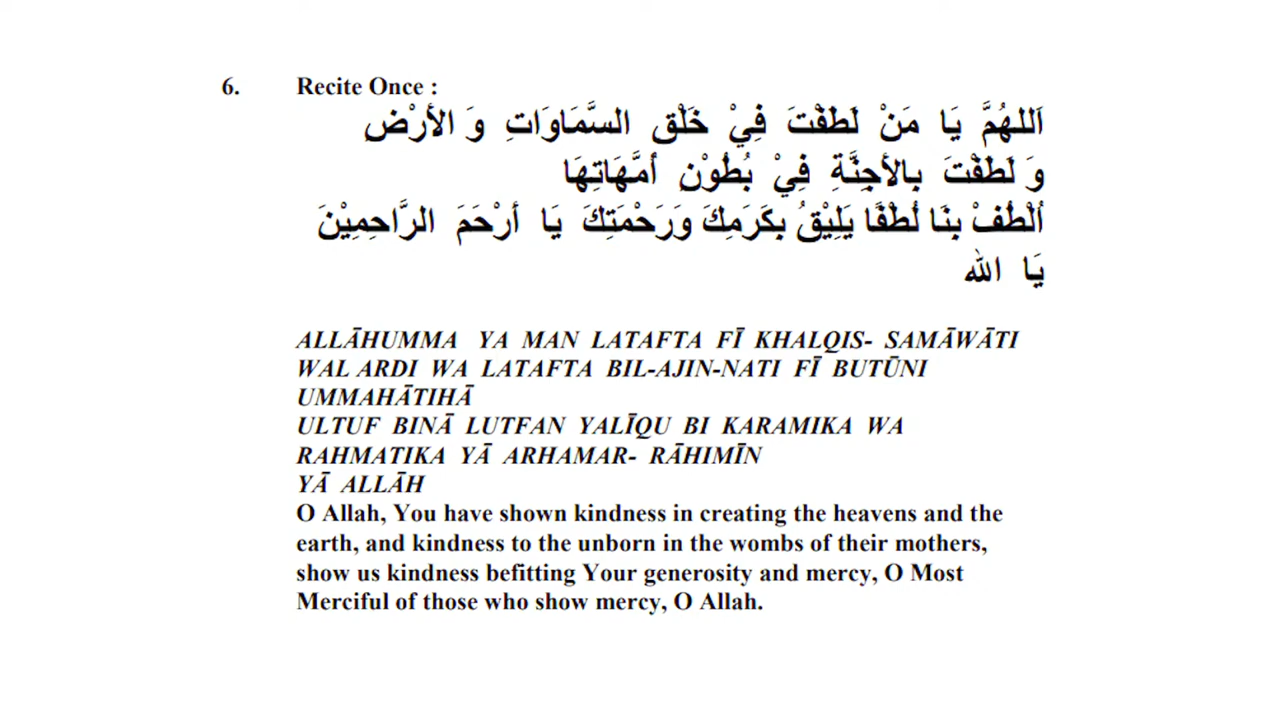 6. Recite Once :
اَللهُمَّ يَا مَنْ لَطَفْتَ فِيْ خَلْقِ السَّمَاوَاتِ وَ الأَرْضِ
وَ لَطَفْتَ بِالأَجِنَّةِ فِيْ بُطُوْنِ أُمَّهَاتِهَا
اُلْطُفْ بِنَا لُطْفًا يَلِيْقُ بِكَرَمِكَ وَرَحْمَتِكَ يَا أَرْحَمَ الرَّاحِمِيْنَ
يَا الله
ALLĀHUMMA YA MAN LATAFTA FĪ KHALQIS- SAMĀWĀTI
WAL ARDI WA LATAFTA BIL-AJIN-NATI FĪ BUTŪNI
UMMAHĀTIHĀ
ULTUF BINĀ LUTFAN YALĪQU BI KARAMIKA WA
RAHMATIKA YĀ ARHAMAR- RĀHIMĪN
YĀ ALLĀH
O Allah, You have shown kindness in creating the heavens and the
earth, and kindness to the unborn in the wombs of their mothers,
show us kindness befitting Your generosity and mercy, O Most
Merciful of those who show mercy, O Allah.